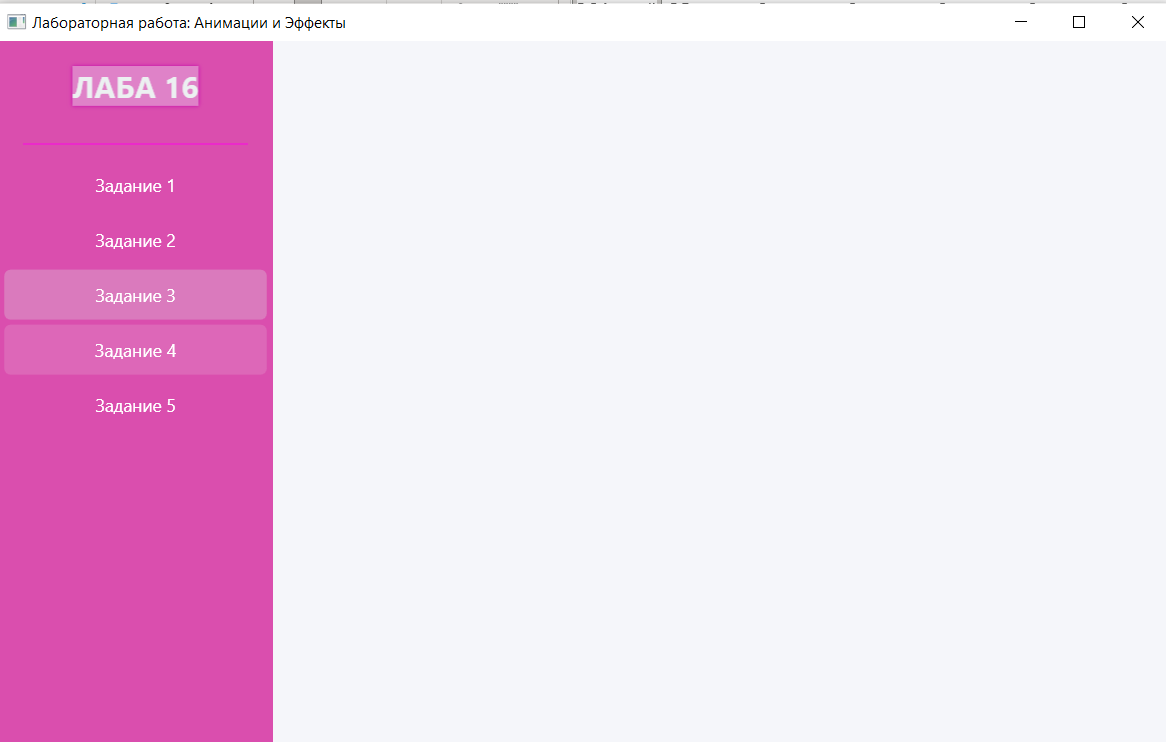 Лабораторная работа: Анимации и Эффекты
ЛАБА 16
Задание 1
Задание 2
Задание 3
Задание 4
Задание 5